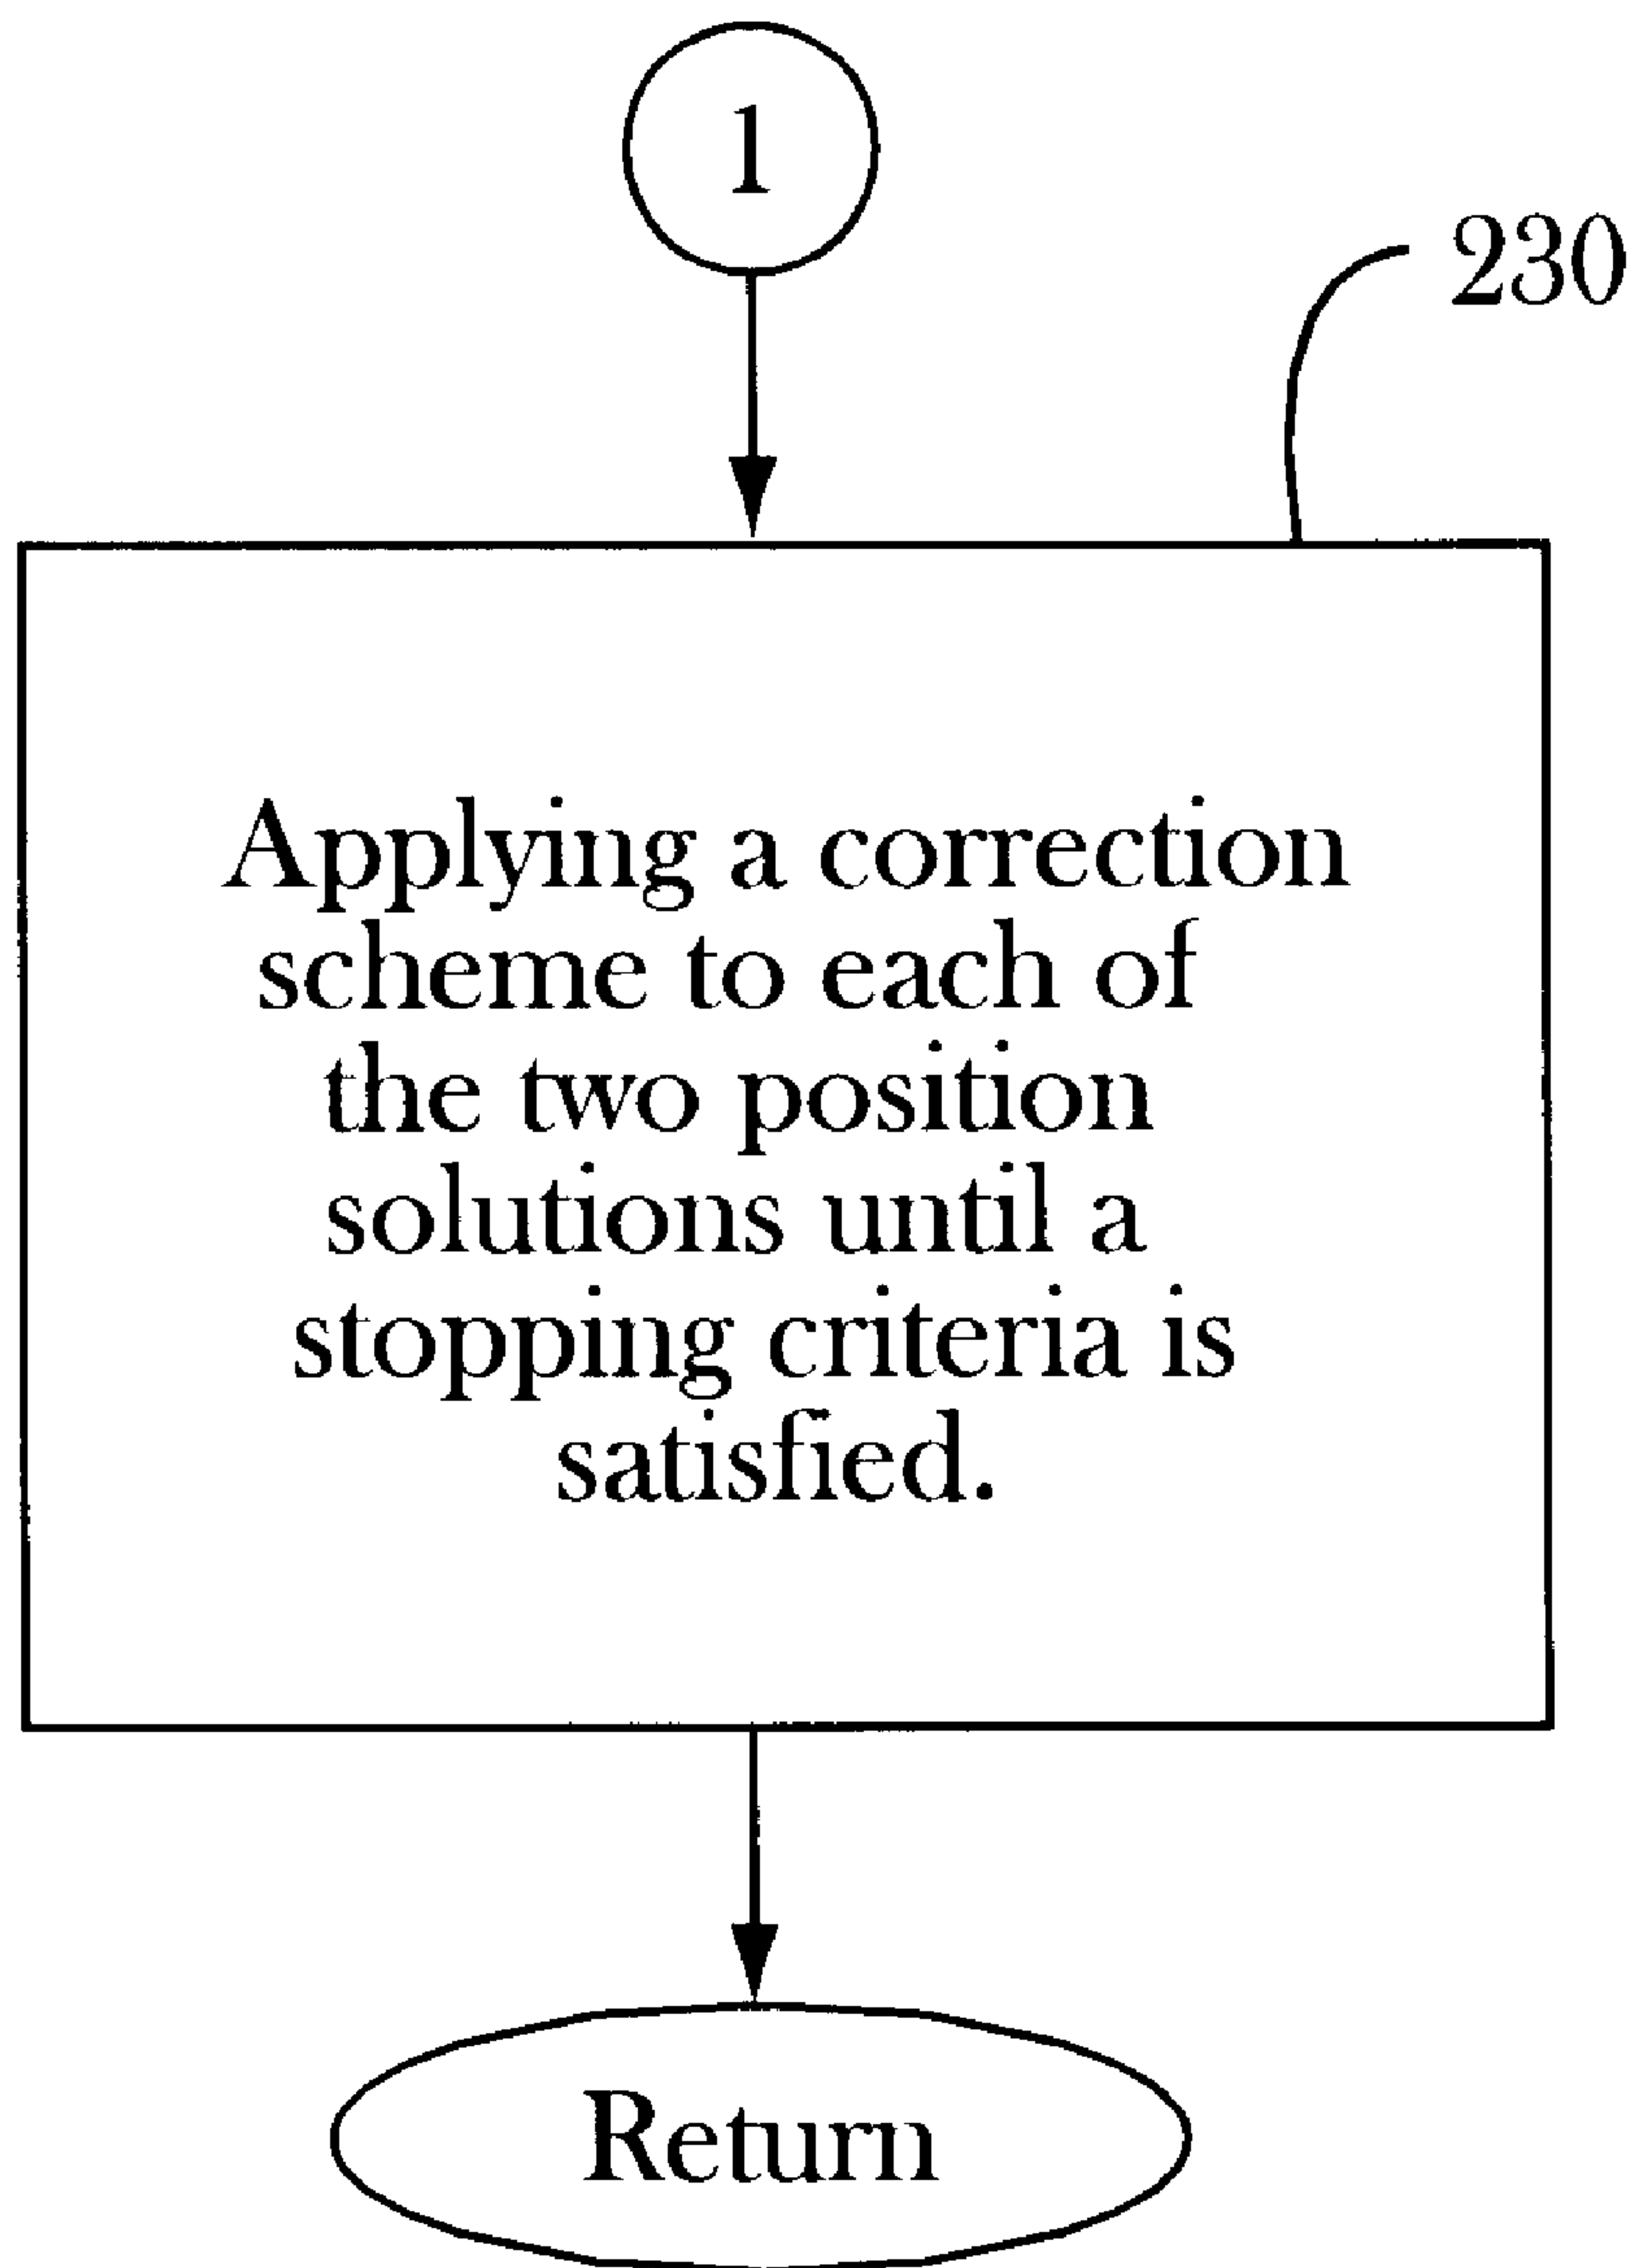 1
230
Applying a correction
scheme to each of
the two position
solutions until a
stopping criteria is
satisfied.
Return